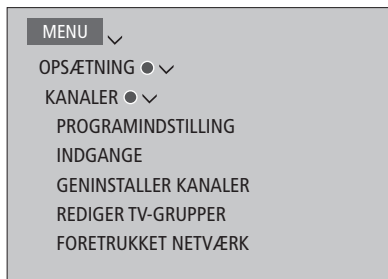 MENU
OPSÆTNING
KANALER
PROGRAMINDSTILLING
INDGANGE
GENINSTALLER KANALER
REDIGER TV-GRUPPER
FORETRUKKET NETVÆRK